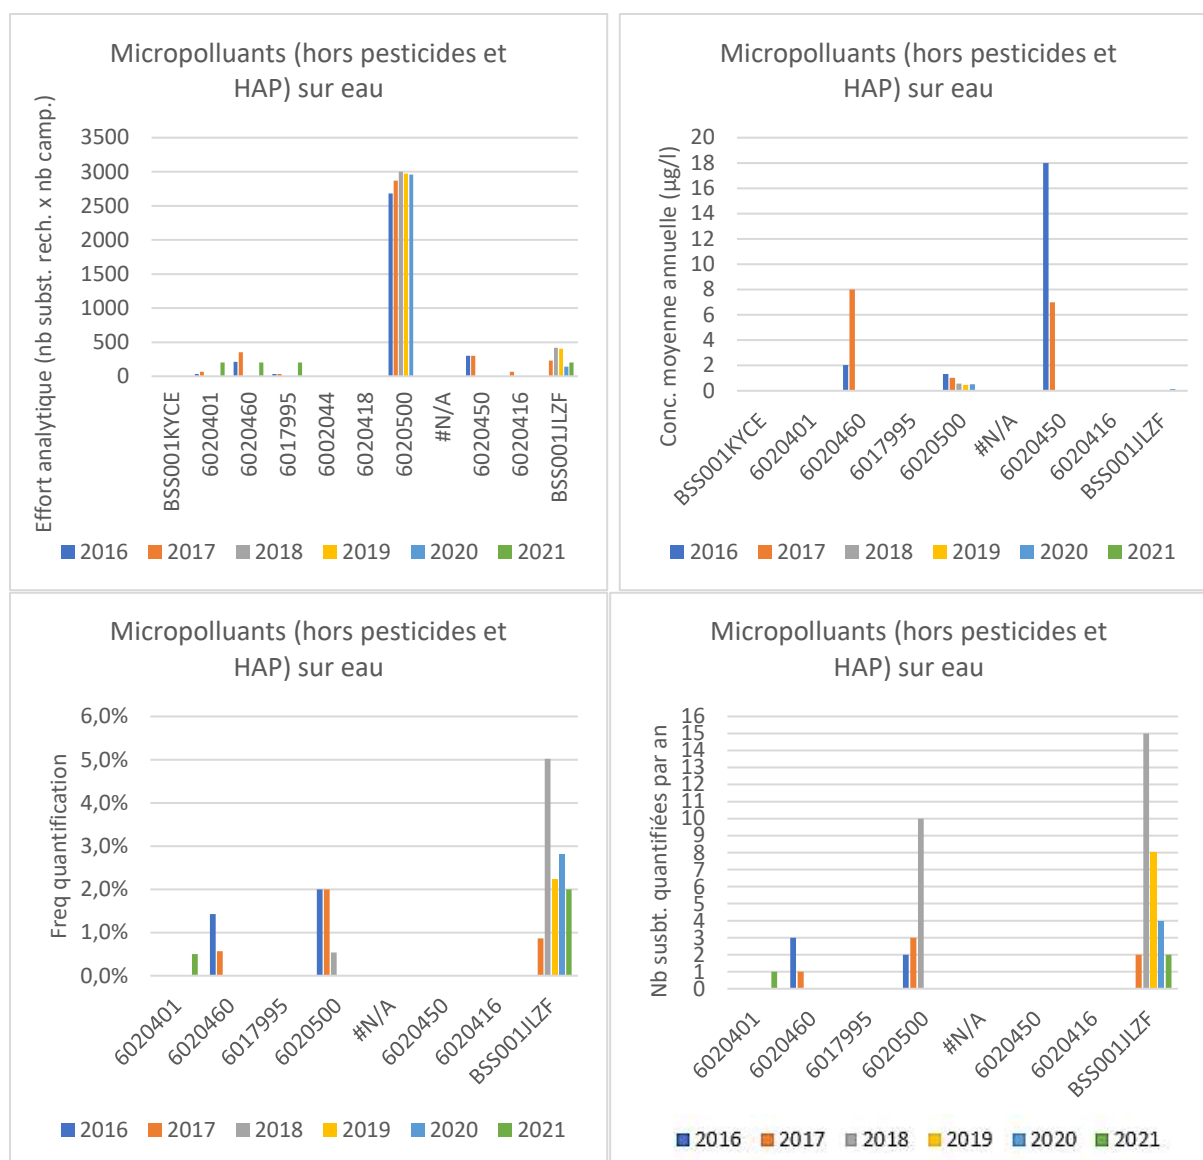 Micropolluants (hors pesticides et
HAP) sur eau
Effort analytique (nb subst. rech. x nb camp.)
3500
3000
2500
2000
1500
1000
500
0
BSS001KYCE
6020401
6020460
6017995
6002044
6020418
6020500
#N/A
6020450
6020416
BSS001JLZF
2016 2017 2018 2019 2020 2021
Micropolluants (hors pesticides et
HAP) sur eau
Conc. moyenne annuelle (µg/l)
20
18
16
14
12
10
8
6
4
2
0
BSS001KYCE
6020401
6020460
6017995
6020500
#N/A
6020450
6020416
BSS001JLZF
2016 2017 2018 2019 2020 2021
Micropolluants (hors pesticides et
HAP) sur eau
Freq quantification
6,0%
5,0%
4,0%
3,0%
2,0%
1,0%
0,0%
6020401
6020460
6017995
6020500
#N/A
6020450
6020416
BSS001JLZF
2016 2017 2018 2019 2020 2021
Micropolluants (hors pesticides et
HAP) sur eau
Nb susbt. quantifiées par an
16
15
14
13
12
11
10
9
8
7
6
5
4
3
2
1
0
6020401
6020460
6017995
6020500
#N/A
6020450
6020416
BSS001JLZF
2016 2017 2018 2019 2020 2021